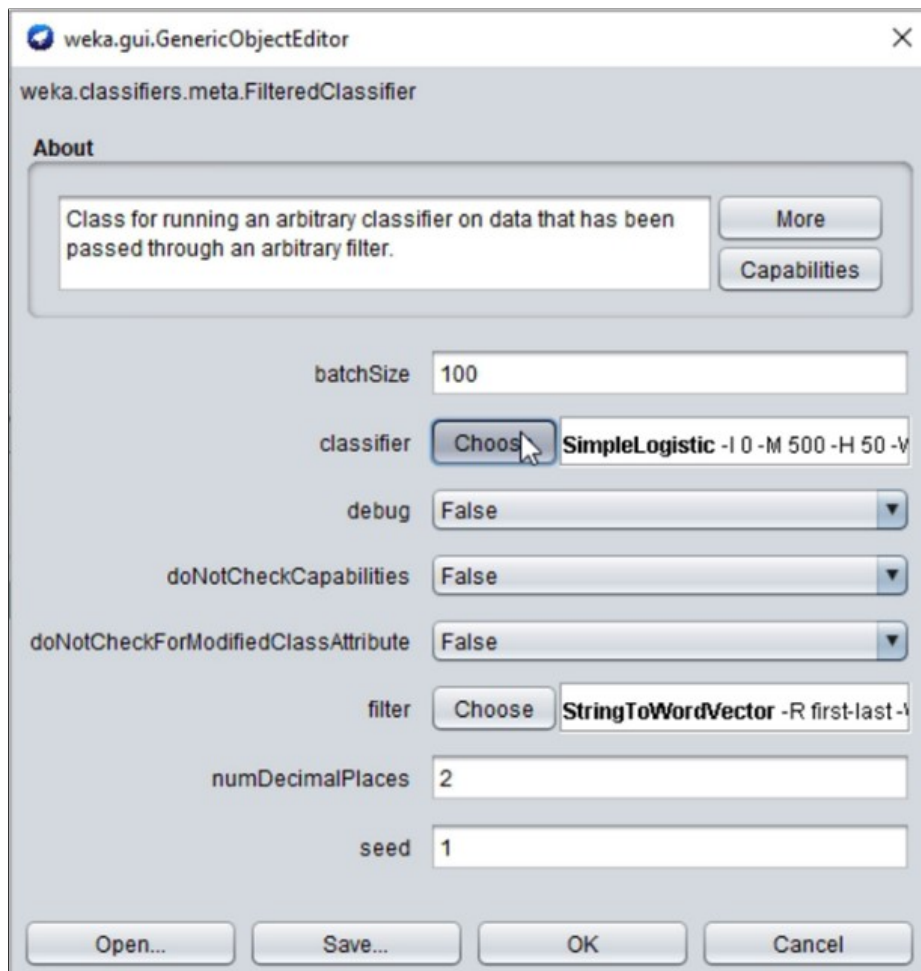 weka.gui.GenericObjectEditor
weka.classifiers.meta.FilteredClassifier
About
Class for running an arbitrary classifier on data that has been
passed through an arbitrary filter.
More
Capabilities
batchSize 100
classifier Choos SimpleLogistic -I 0 -M 500 -H 50 -W
debug False
doNotCheckCapabilities False
doNotCheckForModifiedClassAttribute False
filter Choose StringToWordVector -R first-last -W
numDecimalPlaces 2
seed 1
Open... Save... OK Cancel